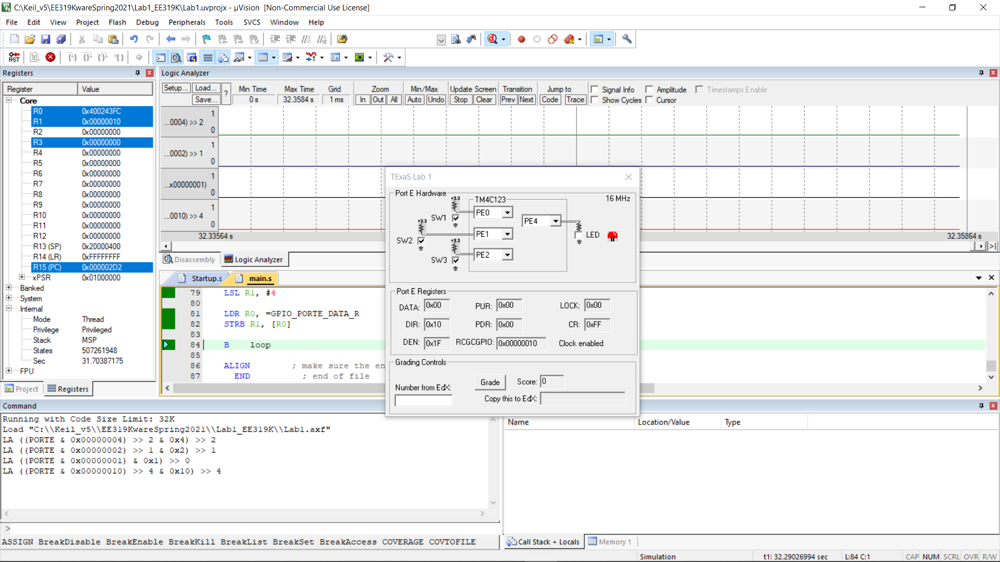 C:\Keil_v5\EE319KwareSpring2021\Lab1_EE319K\Lab1.uvprojx - µVision  [Non-Commercial Use License]
File Edit View Project Flash Debug Peripherals Tools SVCS Window Help
RST
Registers
Register Value
Core
R0 0x400243FC
R1 0x00000010
R2 0x00000000
R3 0x00000000
R4 0x00000000
R5 0x00000000
R6 0x00000000
R7 0x00000000
R8 0x00000000
R9 0x00000000
R10 0x00000000
R11 0x00000000
R12 0x00000000
R13 (SP) 0x20000400
R14 (LR) 0xFFFFFFFF
R15 (PC) 0x000002D2
xPSR 0x01000000
Banked
System
Internal
Mode Thread
Privilege Privileged
Stack MSP
States 507261948
Sec 31.70387175
FPU
Project Registers
Logic Analyzer
Setup... Load... Min Time Max Time Grid Zoom Min/Max Update Screen Transition Jump to Signal Info Amplitude Timestamps Enable
Save... ? 0 s 32.3584 s 1 ms In Out All Auto Undo Stop Clear Prev Next Code Trace Show Cycles Cursor
1
...0004) >> 2
0
1
...0002) >> 1
0
1
...x00000001)
0
1
...0010) >> 4
0
32.33564 s 32.35864 s
Disassembly Logic Analyzer
Startup.s main.s
79 LSL R1, #4
80
81 LDR R0, =GPIO_PORTE_DATA_R
82 STRB R1, [R0]
83
84 B loop
85
86 ALIGN ; make sure the en
87 END ; end of file
TExaS Lab 1
Port E Hardware
16 MHz
+3.3
TM4C123
PE0
SW1
PE4
+3.3
PE1
LED
SW2
+3.3
PE2
SW3
Port E Registers
DATA: 0x00 PUR: 0x00 LOCK: 0x00
DIR: 0x10 PDR: 0x00 CR: 0xFF
DEN: 0x1F RCGCGPIO: 0x00000010 Clock enabled
Grading Controls
Grade Score: 0
Number from EdX:
Copy this to EdX:
Command
Running with Code Size Limit: 32K
Load "C:\\Keil_v5\\EE319KwareSpring2021\\Lab1_EE319K\\Lab1.axf"
LA ((PORTE & 0x00000004) >> 2 & 0x4) >> 2
LA ((PORTE & 0x00000002) >> 1 & 0x2) >> 1
LA ((PORTE & 0x00000001) & 0x1) >> 0
LA ((PORTE & 0x00000010) >> 4 & 0x10) >> 4
>
ASSIGN BreakDisable BreakEnable BreakKill BreakList BreakSet BreakAccess COVERAGE COVTOFILE
Name Location/Value Type
Call Stack + Locals Memory 1
Simulation t1: 32.29026994 sec L:84 C:1 CAP NUM SCRL OVR R/W